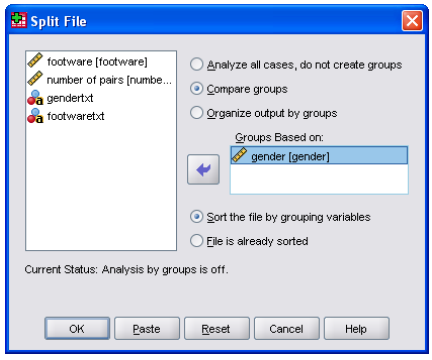 Split File
footware [footware]
number of pairs [numbe...
gendertxt
footwaretxt
Analyze all cases, do not create groups
Compare groups
Organize output by groups
Groups Based on:
gender [gender]
Sort the file by grouping variables
File is already sorted
Current Status: Analysis by groups is off.
OK
Paste
Reset
Cancel
Help